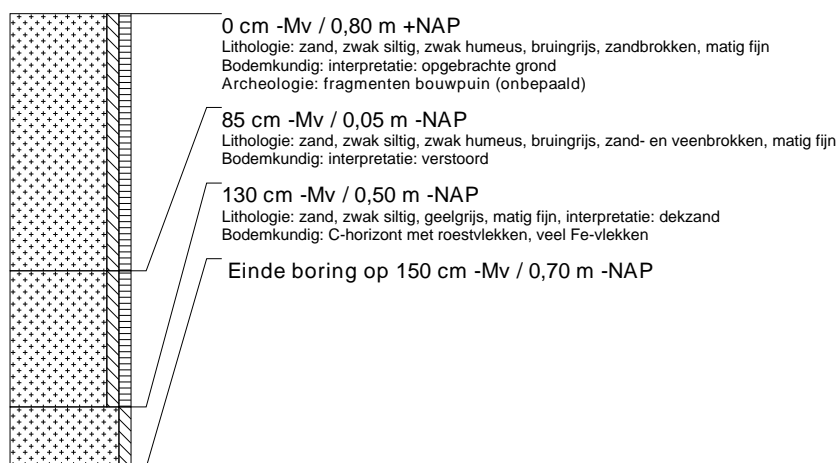 0 cm -Mv / 0,80 m +NAP
Lithologie: zand, zwak siltig, zwak humeus, bruingrijs, zandbrokken, matig fijn
Bodemkundig: interpretatie: opgebrachte grond
Archeologie: fragmenten bouwpuin (onbepaald)
85 cm -Mv / 0,05 m -NAP
Lithologie: zand, zwak siltig, zwak humeus, bruingrijs, zand- en veenbrokken, matig fijn
Bodemkundig: interpretatie: verstoord
130 cm -Mv / 0,50 m -NAP
Lithologie: zand, zwak siltig, geelgrijs, matig fijn, interpretatie: dekzand
Bodemkundig: C-horizont met roestvlekken, veel Fe-vlekken
Einde boring op 150 cm -Mv / 0,70 m -NAP